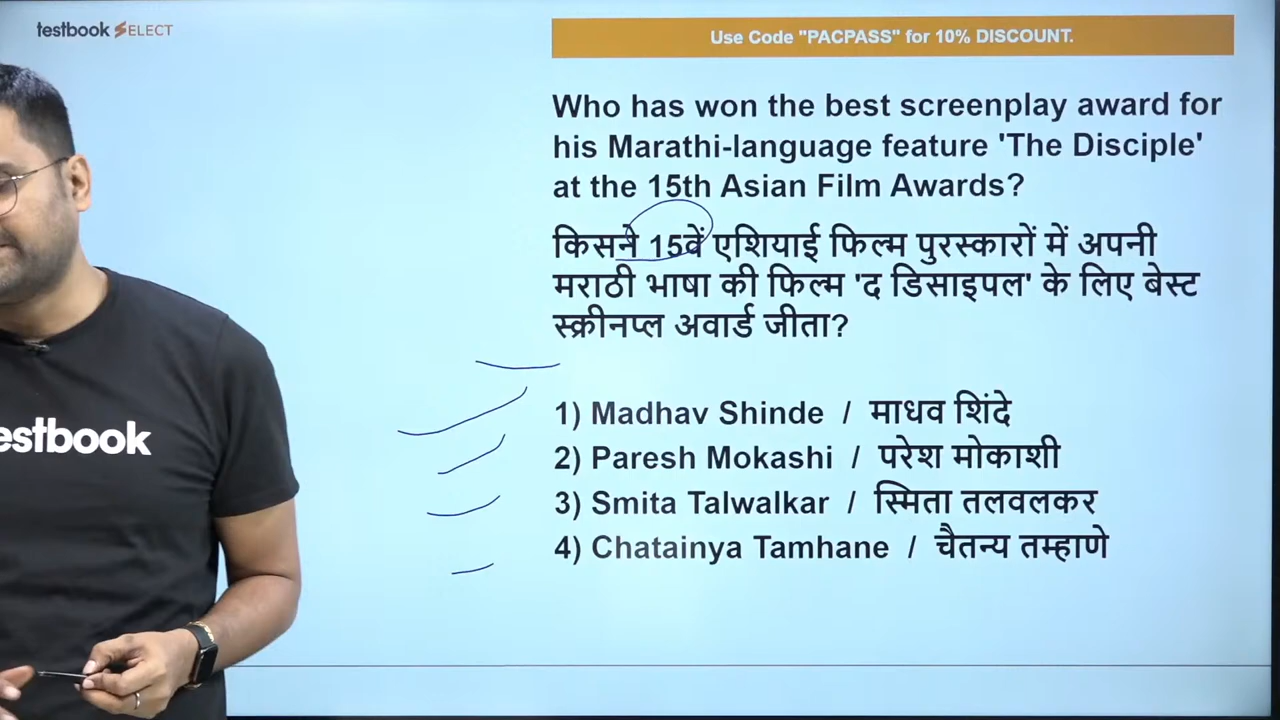 testbook SELECT
Use Code "PACPASS" for 10% DISCOUNT.
Who has won the best screenplay award for
his Marathi-language feature 'The Disciple'
at the 15th Asian Film Awards?
किसने 15वें एशियाई फिल्म पुरस्कारों में अपनी
मराठी भाषा की फिल्म 'द डिसाइपल' के लिए बेस्ट
स्क्रीनप्ल अवार्ड जीता?
1) Madhav Shinde / माधव शिंदे
2) Paresh Mokashi / परेश मोकाशी
3) Smita Talwalkar / स्मिता तलवलकर
4) Chatainya Tamhane / चैतन्य तम्हाणे
estbook